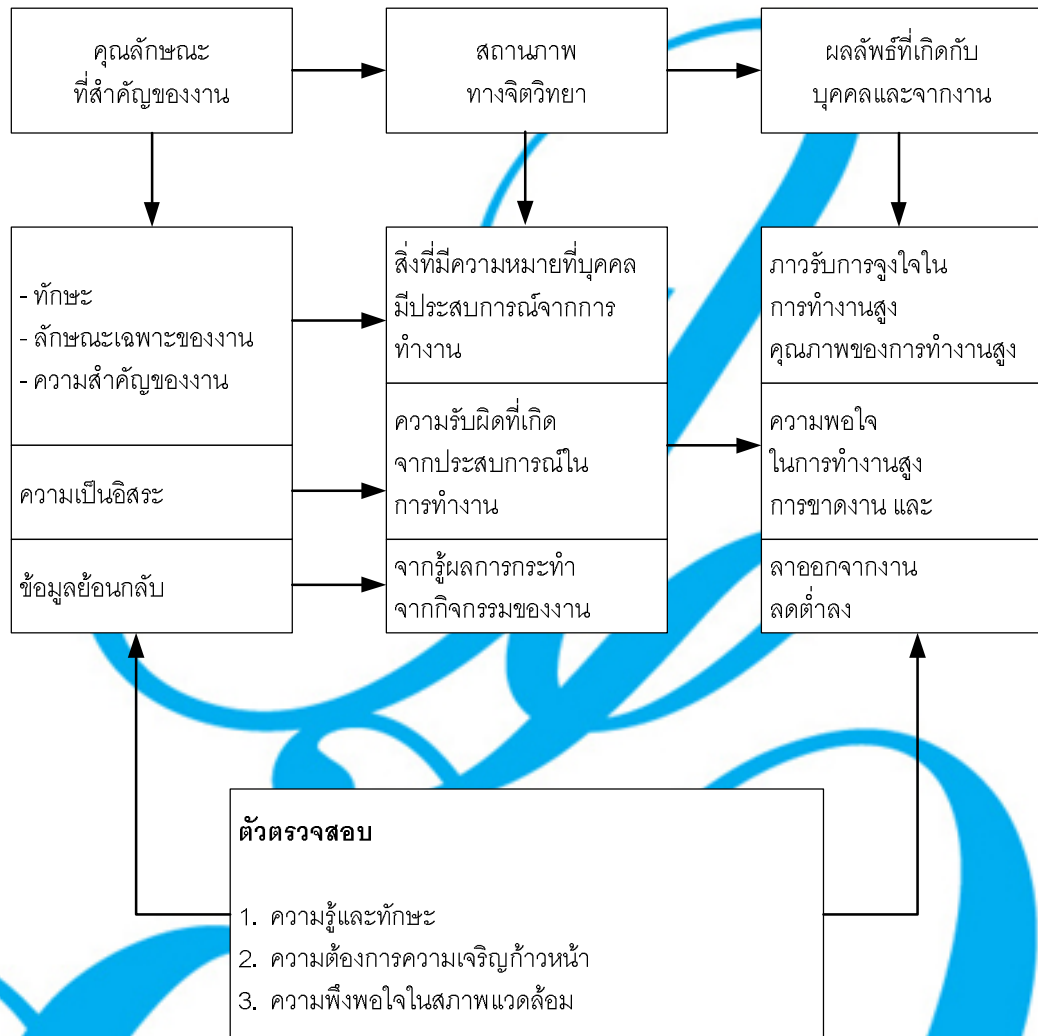 คุณลักษณะ
ที่สำคัญของงาน
สถานภาพ
ทางจิตวิทยา
ผลลัพธ์ที่เกิดกับ
บุคคลและจากงาน
- ทักษะ
- ลักษณะเฉพาะของงาน
- ความสำคัญของงาน
ความเป็นอิสระ
ข้อมูลย้อนกลับ
สิ่งที่มีความหมายที่บุคคล
มีประสบการณ์จากการ
ทำงาน
ความรับผิดที่เกิด
จากประสบการณ์ใน
การทำงาน
จากรู้ผลการกระทำ
จากกิจกรรมของงาน
ภาวรับการจูงใจใน
การทำงานสูง
คุณภาพของการทำงานสูง
ความพอใจ
ในการทำงานสูง
การขาดงาน และ
ลาออกจากงาน
ลดต่ำลง
ตัวตรวจสอบ
1. ความรู้และทักษะ
2. ความต้องการความเจริญก้าวหน้า
3. ความพึงพอใจในสภาพแวดล้อม